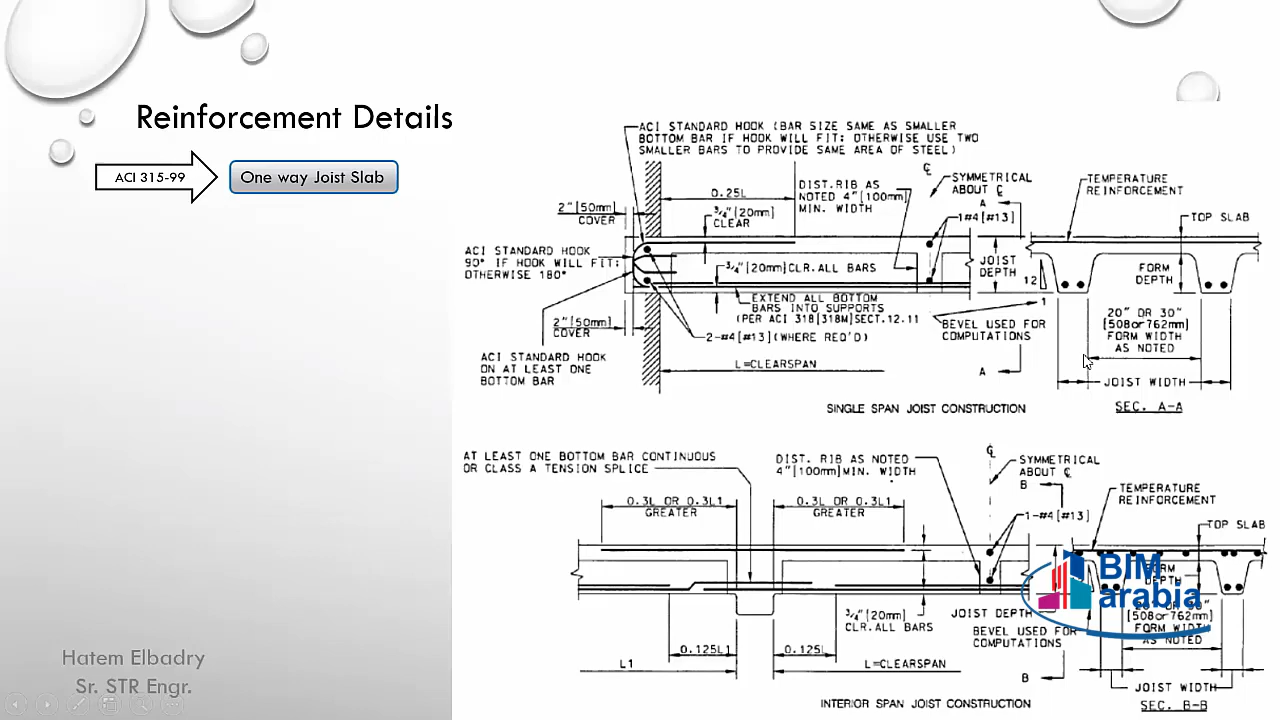 Reinforcement Details
ACI 315-99
One way Joist Slab
ACI STANDARD HOOK (BAR SIZE SAME AS SMALLER
BOTTOM BAR IF HOOK WILL FIT: OTHERWISE USE TWO
SMALLER BARS TO PROVIDE SAME AREA OF STEEL)
0.25L
DIST.RIB AS
NOTED 4"[100mm]
MIN. WIDTH
SYMMETRICAL
ABOUT ℄
A
TEMPERATURE
REINFORCEMENT
2"[50mm]
COVER
3/4"[20mm]
CLEAR
1#4[#13]
TOP SLAB
ACI STANDARD HOOK
90° IF HOOK WILL FIT:
OTHERWISE 180°
3/4"[20mm]CLR.ALL BARS
JOIST
DEPTH
12
1
FORM
DEPTH
EXTEND ALL BOTTOM
BARS INTO SUPPORTS
(PER ACI 318[318M]SECT.12.11
2"[50mm]
COVER
2-#4[#13](WHERE REQ'D)
BEVEL USED FOR
COMPUTATIONS
20" OR 30"
[508or762mm]
FORM WIDTH
AS NOTED
ACI STANDARD HOOK
ON AT LEAST ONE
BOTTOM BAR
L=CLEARSPAN
A
JOIST WIDTH
SINGLE SPAN JOIST CONSTRUCTION
SEC. A-A
AT LEAST ONE BOTTOM BAR CONTINUOUS
OR CLASS A TENSION SPLICE
DIST. RIB AS NOTED
4"[100mm]MIN. WIDTH
℄
SYMMETRICAL
ABOUT ℄
B
TEMPERATURE
REINFORCEMENT
0.3L OR 0.3L1
GREATER
0.3L OR 0.3L1
GREATER
1-#4[#13]
TOP SLAB
BIM
arabia
FORM
DEPTH
3/4"[20mm]
CLR.ALL BARS
JOIST DEPTH
BEVEL USED FOR
COMPUTATIONS
[508or762mm]
FORM WIDTH
AS NOTED
0.125L1
0.125L
L1
L=CLEARSPAN
B
JOIST WIDTH
INTERIOR SPAN JOIST CONSTRUCTION
SEC. B-B
Hatem Elbadry
Sr. STR Engr.